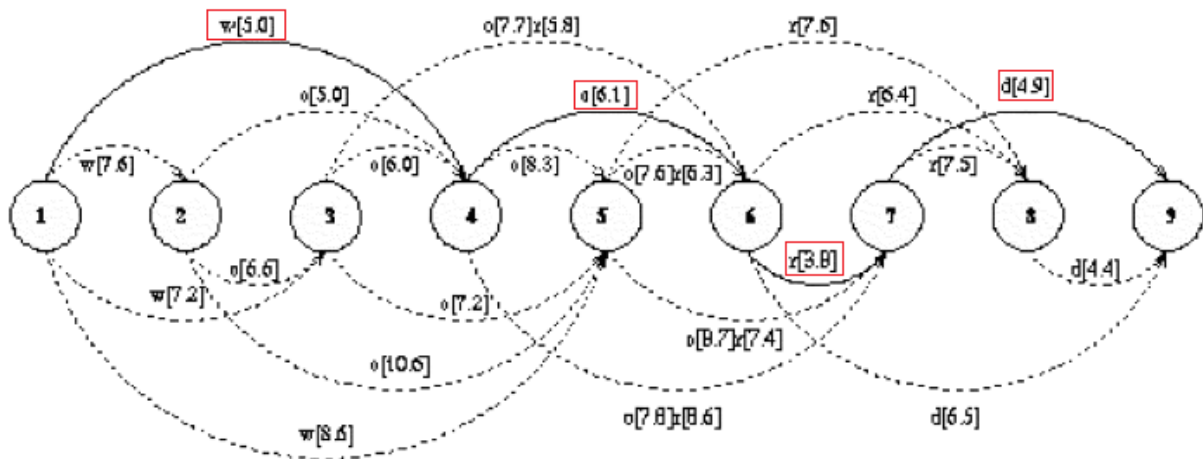 w[5.0] o[7.7]r[5.8] r[7.6]
o[5.0] o[6.1] r[6.4] d[4.9]
w[7.6] o[6.0] o[8.3] o[7.6]r[6.3] r[7.5]
1 2 3 4 5 6 7 8 9
w[7.2] o[6.6] o[7.2] r[3.8] d[4.4]
o[10.6] o[8.7]r[7.4]
w[8.6] o[7.8]r[8.6] d[6.5]